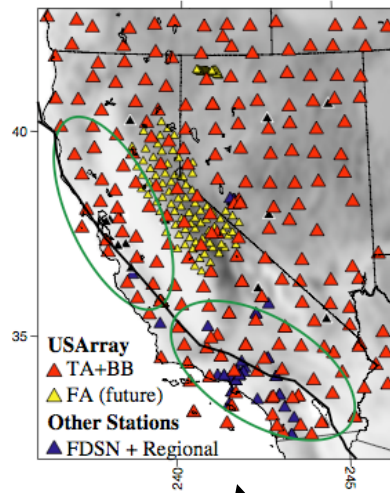 40
35
USArray
TA+BB
FA (future)
Other Stations
FDSN + Regional
240
245